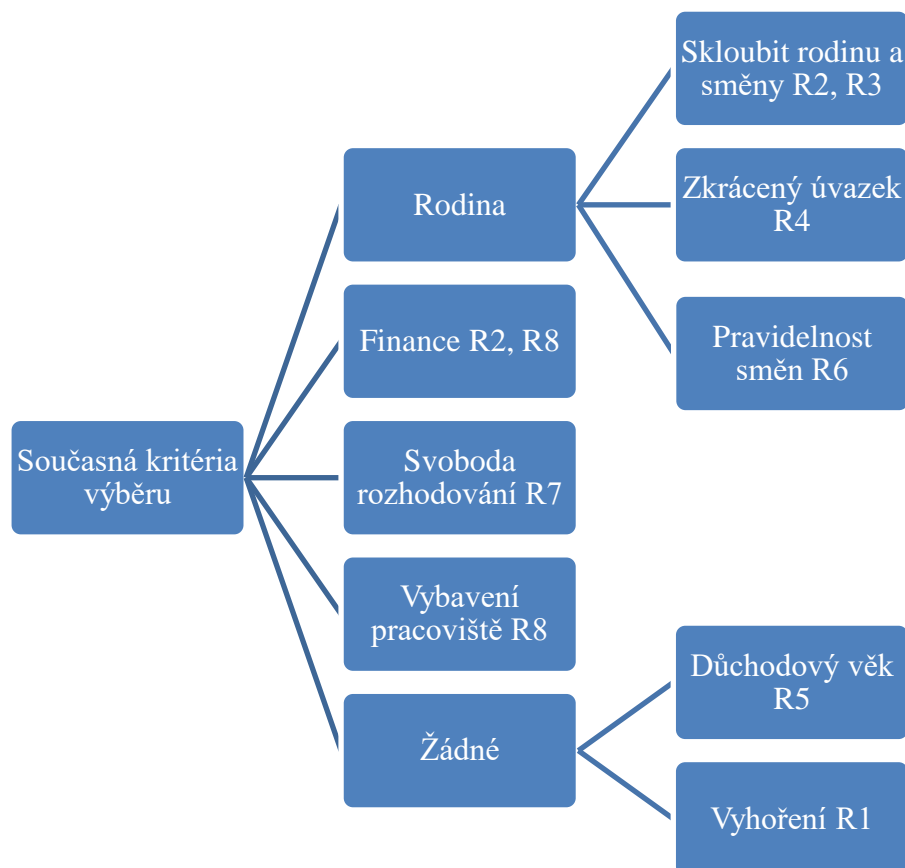 Současná kritéria
výběru
Rodina
Skloubit rodinu a
směny R2, R3
Zkrácený úvazek
R4
Pravidelnost
směn R6
Finance R2, R8
Svoboda
rozhodování R7
Vybavení
pracoviště R8
Žádné
Důchodový věk
R5
Vyhoření R1